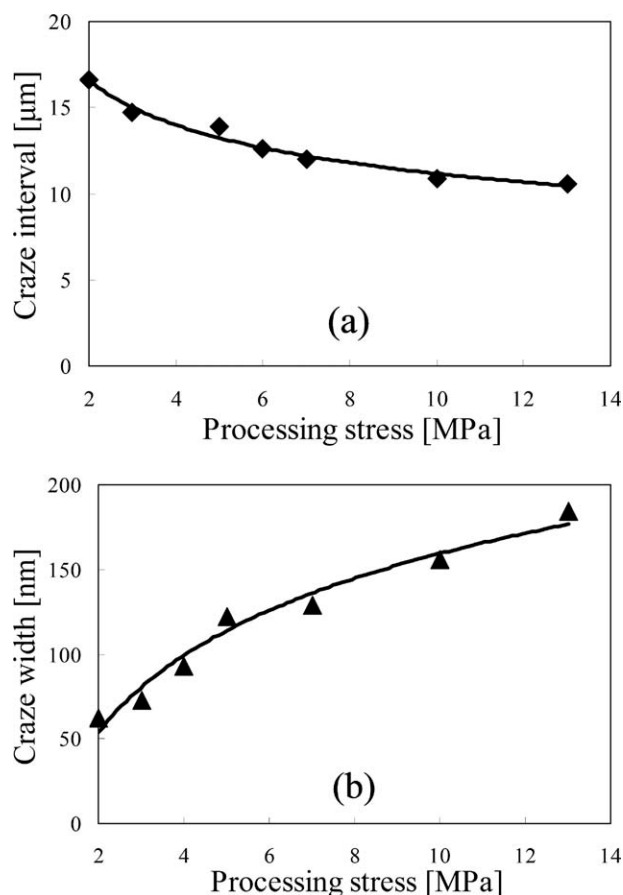 20
15
10
5
0
Craze interval [μm]
(a)
2 4 6 8 10 12 14
Processing stress [MPa]
200
150
100
50
0
Craze width [nm]
(b)
2 4 6 8 10 12 14
Processing stress [MPa]